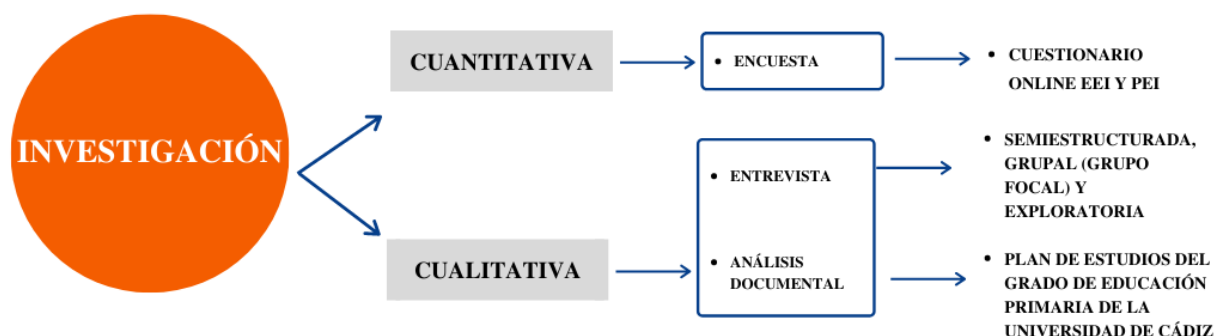 INVESTIGACIÓN
CUANTITATIVA
• ENCUESTA
• CUESTIONARIO
ONLINE EEI Y PEI
CUALITATIVA
• ENTREVISTA
• SEMIESTRUCTURADA,
GRUPAL (GRUPO
FOCAL) Y
EXPLORATORIA
• ANÁLISIS
DOCUMENTAL
• PLAN DE ESTUDIOS DEL
GRADO DE EDUCACIÓN
PRIMARIA DE LA
UNIVERSIDAD DE CÁDIZ